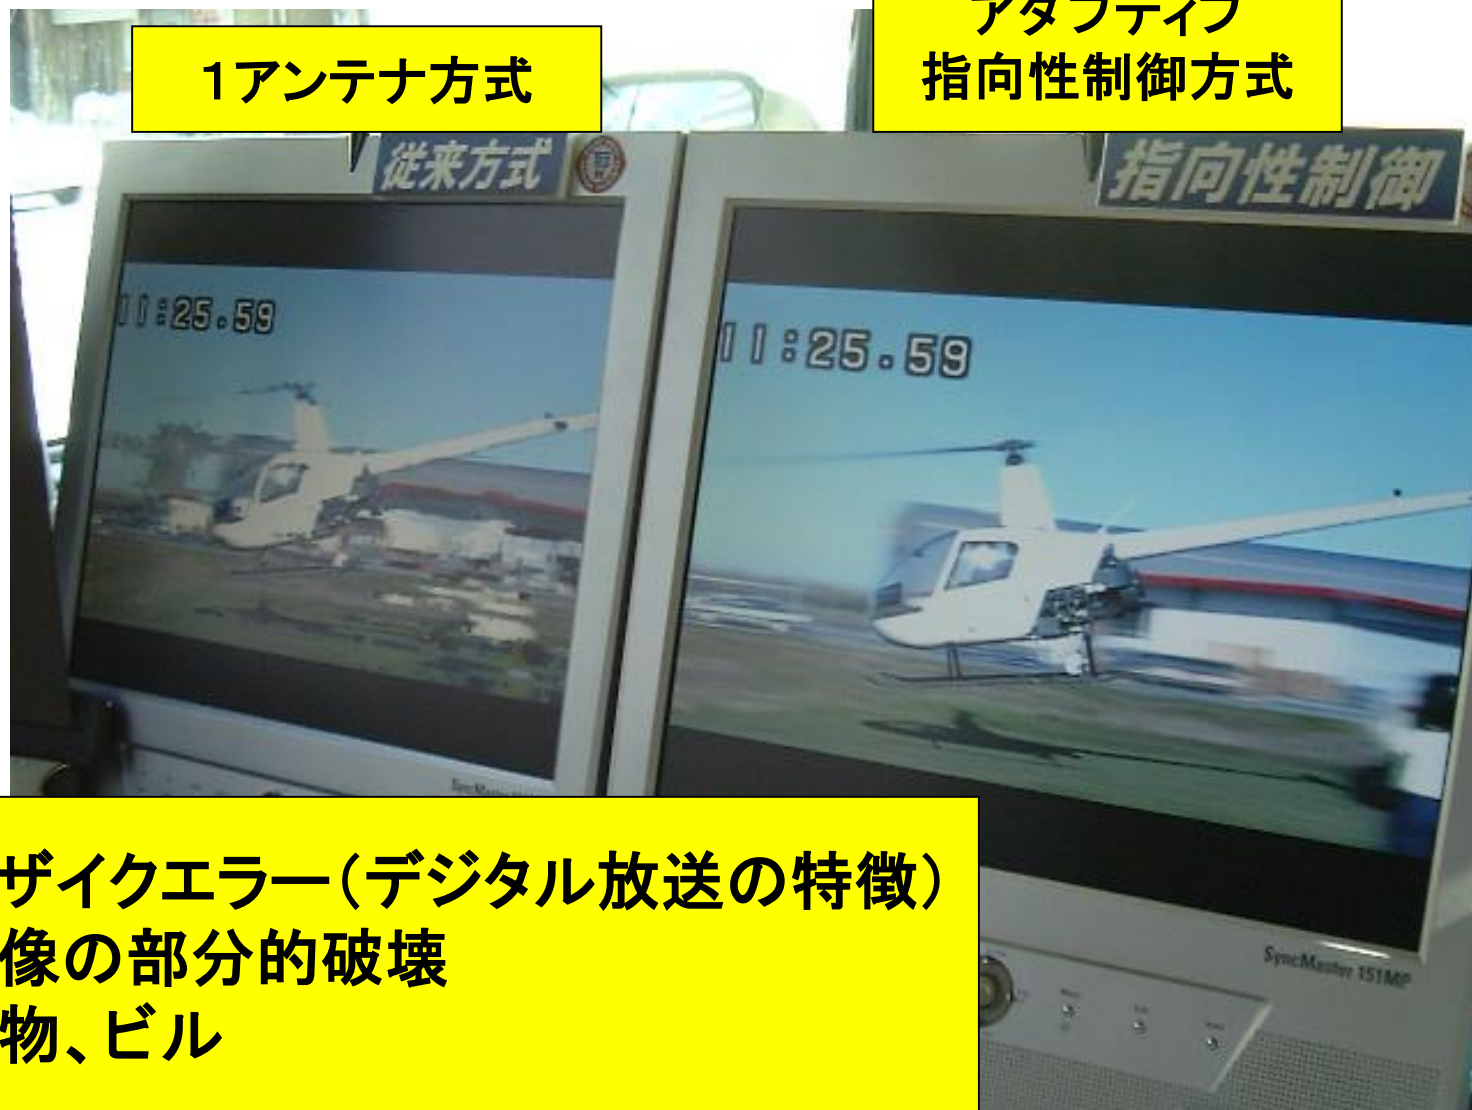 1アンテナ方式
アダプティブ
指向性制御方式
従来方式
指向性制御
11:25.59
11:25.59
SyncMaster
SyncMaster 151MP
ザイクエラー(デジタル放送の特徴)
像の部分的破壊
物、ビル